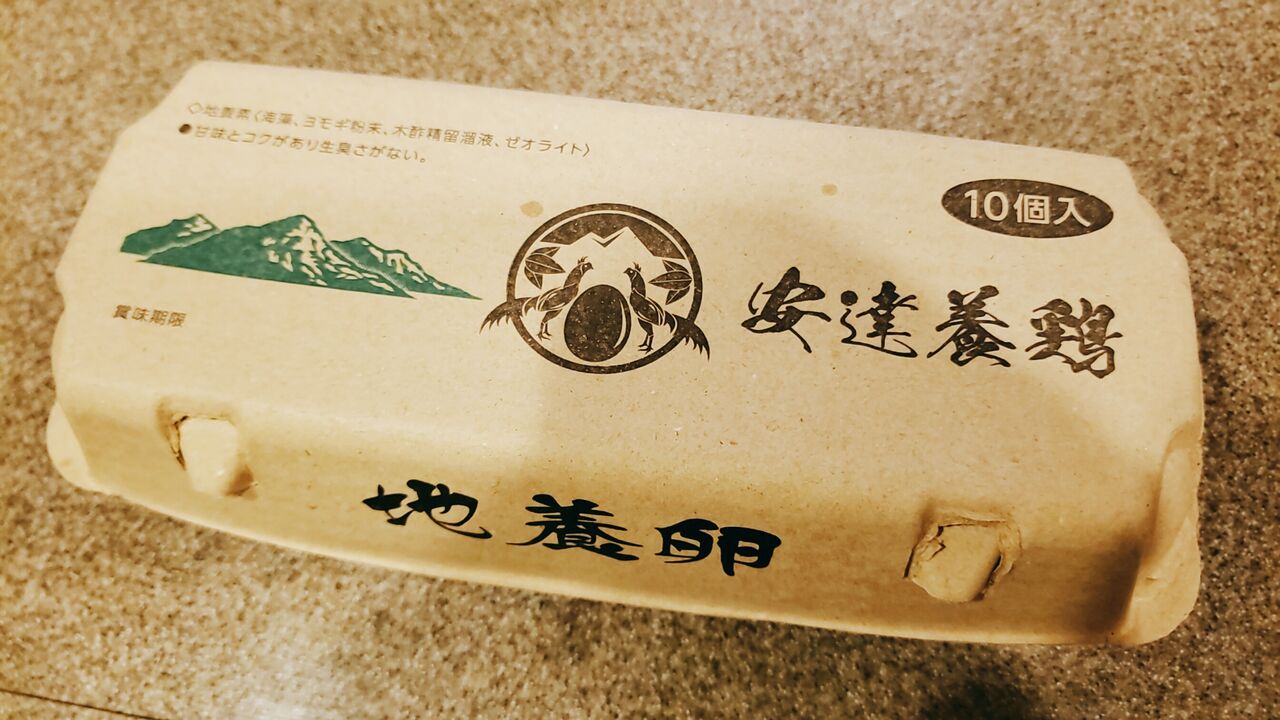 ◇地養素〈海藻、ヨモギ粉末、木酢精留溜液、ゼオライト〉
●甘味とコクがあり生臭さがない。
10個入
安達養鶏
賞味期限
地養卵